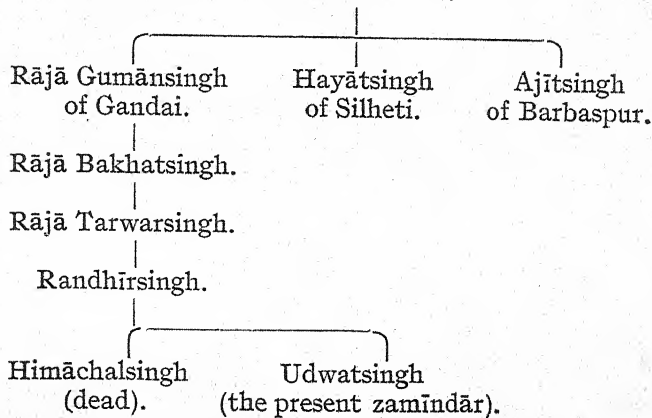 Rājā Gumānsingh
of Gandai.
Hayātsingh
of Silheti.
Ajītsingh
of Barbaspur.
Rājā Bakhatsingh.
Rājā Tarwarsingh.
Randhīrsingh.
Himāchalsingh
(dead).
Udwatsingh
(the present zamīndār).